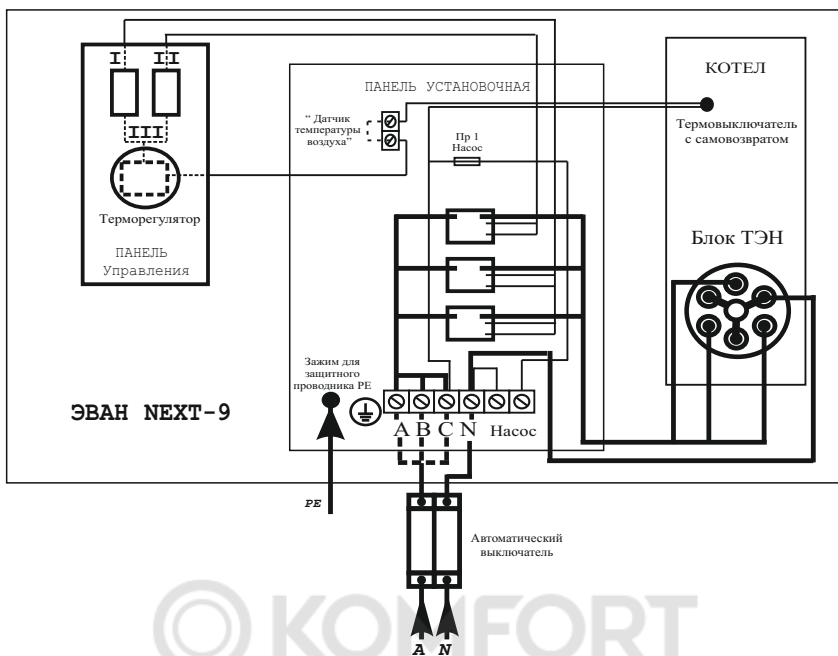 I II
III
Терморегулятор
ПАНЕЛЬ
Управления
ПАНЕЛЬ УСТАНОВОЧНАЯ
“ Датчик
температуры
воздуха”
Пр 1
Насос
КОТЕЛ
Термовыключатель
с самовозвратом
Блок ТЭН
Зажим для
защитного
проводника РЕ
ЭВАН NEXT-9
A B C N Насос
PE
Автоматический
выключатель
KOMFORT
A N